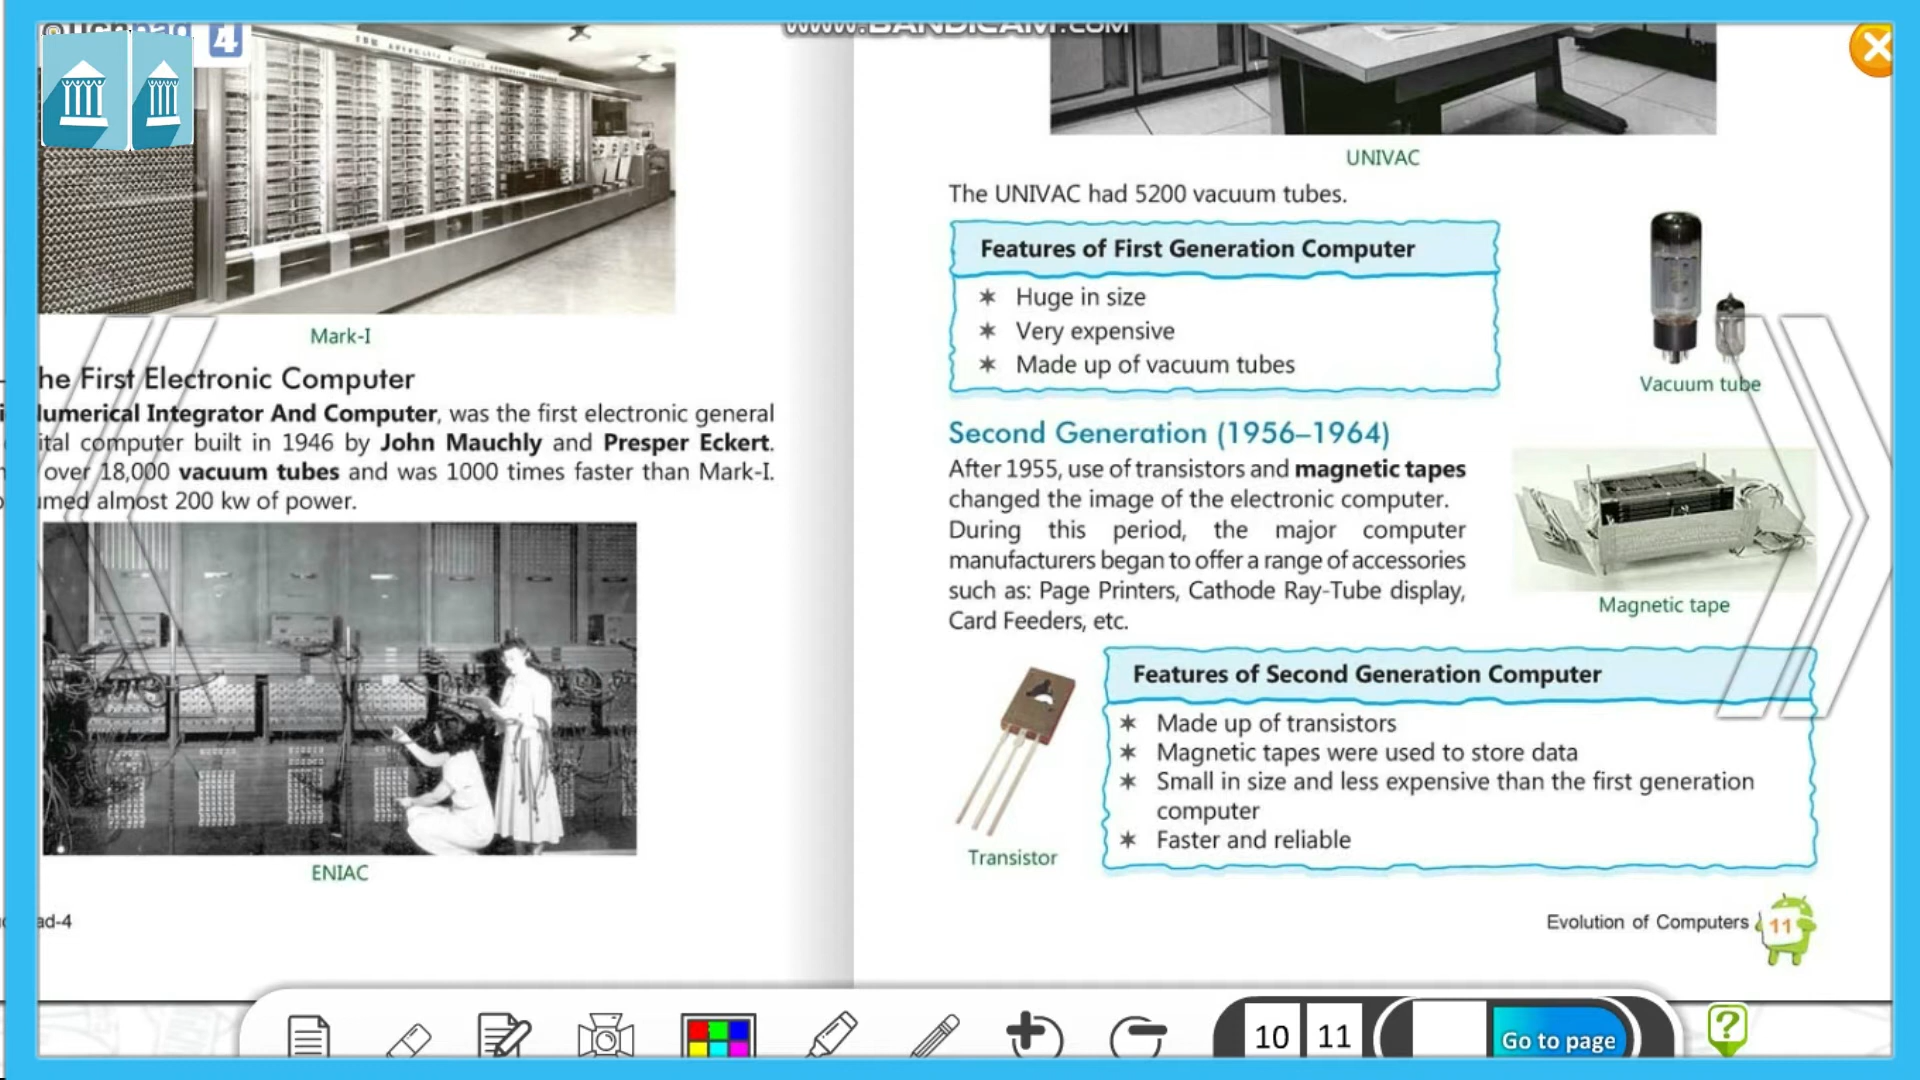 4
www.BANDICAM.com
Mark-I
he First Electronic Computer
Numerical Integrator And Computer, was the first electronic general
ital computer built in 1946 by John Mauchly and Presper Eckert.
over 18,000 vacuum tubes and was 1000 times faster than Mark-I.
umed almost 200 kw of power.
ENIAC
ad-4
UNIVAC
The UNIVAC had 5200 vacuum tubes.
Features of First Generation Computer
✶ Huge in size
✶ Very expensive
✶ Made up of vacuum tubes
Vacuum tube
Second Generation (1956–1964)
After 1955, use of transistors and magnetic tapes
changed the image of the electronic computer.
During this period, the major computer
manufacturers began to offer a range of accessories
such as: Page Printers, Cathode Ray-Tube display,
Card Feeders, etc.
Magnetic tape
Transistor
Features of Second Generation Computer
✶ Made up of transistors
✶ Magnetic tapes were used to store data
✶ Small in size and less expensive than the first generation
computer
✶ Faster and reliable
Evolution of Computers 11
10 11
Go to page
?